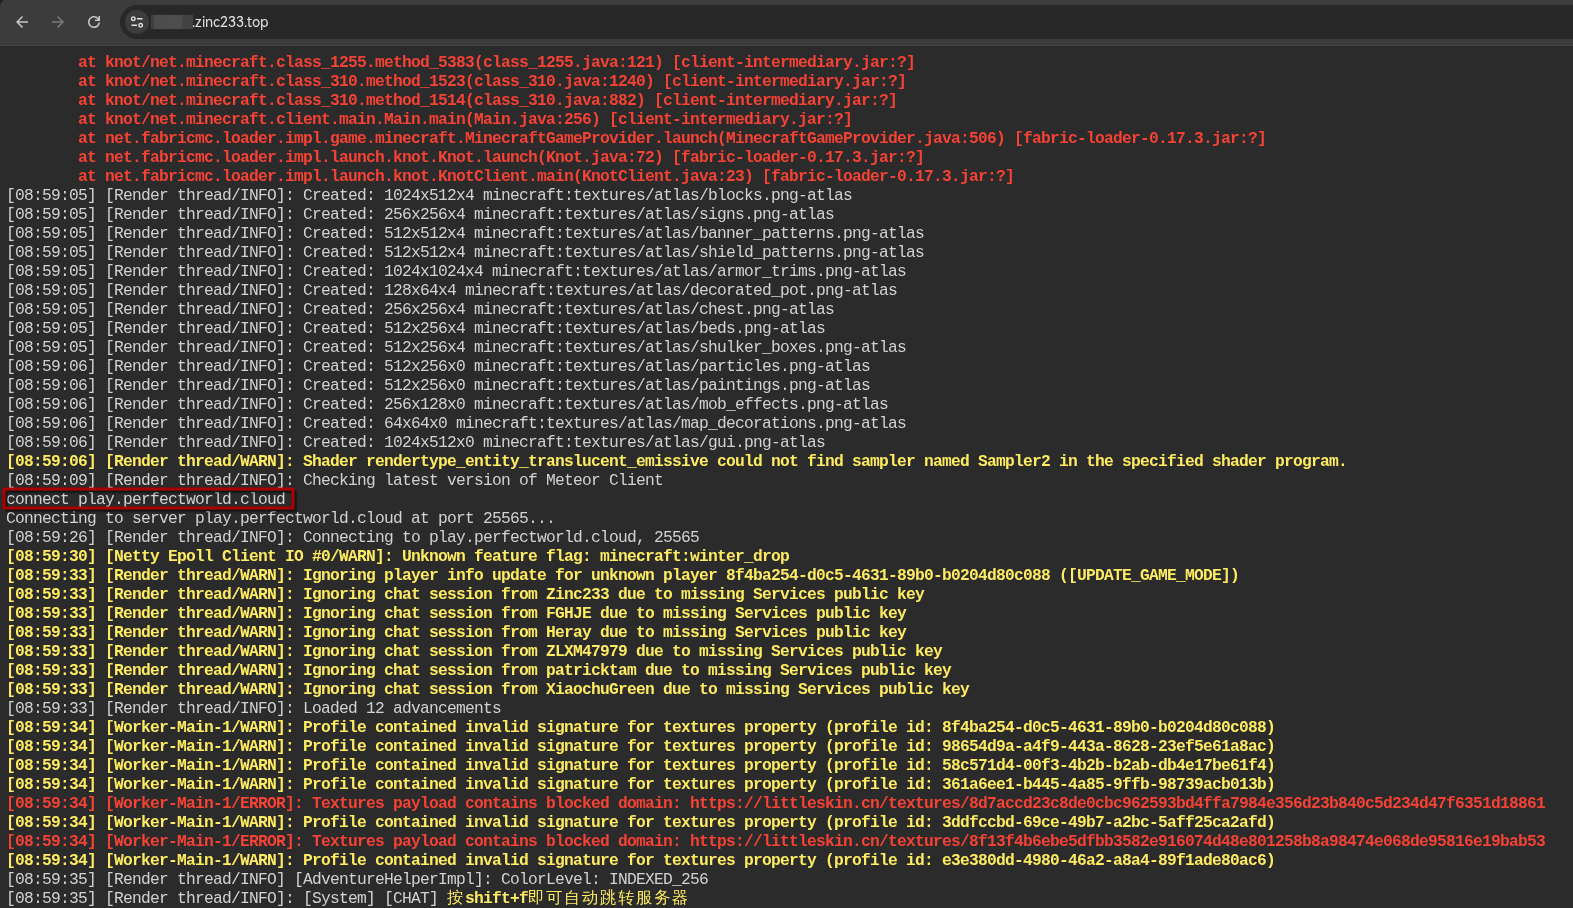 .zinc233.top
at knot/net.minecraft.class_1255.method_5383(class_1255.java:121) [client-intermediary.jar:?]
at knot/net.minecraft.class_310.method_1523(class_310.java:1240) [client-intermediary.jar:?]
at knot/net.minecraft.class_310.method_1514(class_310.java:882) [client-intermediary.jar:?]
at knot/net.minecraft.client.main.Main.main(Main.java:256) [client-intermediary.jar:?]
at net.fabricmc.loader.impl.game.minecraft.MinecraftGameProvider.launch(MinecraftGameProvider.java:506) [fabric-loader-0.17.3.jar:?]
at net.fabricmc.loader.impl.launch.knot.Knot.launch(Knot.java:72) [fabric-loader-0.17.3.jar:?]
at net.fabricmc.loader.impl.launch.knot.KnotClient.main(KnotClient.java:23) [fabric-loader-0.17.3.jar:?]
[08:59:05] [Render thread/INFO]: Created: 1024x512x4 minecraft:textures/atlas/blocks.png-atlas
[08:59:05] [Render thread/INFO]: Created: 256x256x4 minecraft:textures/atlas/signs.png-atlas
[08:59:05] [Render thread/INFO]: Created: 512x512x4 minecraft:textures/atlas/banner_patterns.png-atlas
[08:59:05] [Render thread/INFO]: Created: 512x512x4 minecraft:textures/atlas/shield_patterns.png-atlas
[08:59:05] [Render thread/INFO]: Created: 1024x1024x4 minecraft:textures/atlas/armor_trims.png-atlas
[08:59:05] [Render thread/INFO]: Created: 128x64x4 minecraft:textures/atlas/decorated_pot.png-atlas
[08:59:05] [Render thread/INFO]: Created: 256x256x4 minecraft:textures/atlas/chest.png-atlas
[08:59:05] [Render thread/INFO]: Created: 512x256x4 minecraft:textures/atlas/beds.png-atlas
[08:59:05] [Render thread/INFO]: Created: 512x256x4 minecraft:textures/atlas/shulker_boxes.png-atlas
[08:59:06] [Render thread/INFO]: Created: 512x256x0 minecraft:textures/atlas/particles.png-atlas
[08:59:06] [Render thread/INFO]: Created: 512x256x0 minecraft:textures/atlas/paintings.png-atlas
[08:59:06] [Render thread/INFO]: Created: 256x128x0 minecraft:textures/atlas/mob_effects.png-atlas
[08:59:06] [Render thread/INFO]: Created: 64x64x0 minecraft:textures/atlas/map_decorations.png-atlas
[08:59:06] [Render thread/INFO]: Created: 1024x512x0 minecraft:textures/atlas/gui.png-atlas
[08:59:06] [Render thread/WARN]: Shader rendertype_entity_translucent_emissive could not find sampler named Sampler2 in the specified shader program.
[08:59:09] [Render thread/INFO]: Checking latest version of Meteor Client
connect play.perfectworld.cloud
Connecting to server play.perfectworld.cloud at port 25565...
[08:59:26] [Render thread/INFO]: Connecting to play.perfectworld.cloud, 25565
[08:59:30] [Netty Epoll Client IO #0/WARN]: Unknown feature flag: minecraft:winter_drop
[08:59:33] [Render thread/WARN]: Ignoring player info update for unknown player 8f4ba254-d0c5-4631-89b0-b0204d80c088 ([UPDATE_GAME_MODE])
[08:59:33] [Render thread/WARN]: Ignoring chat session from Zinc233 due to missing Services public key
[08:59:33] [Render thread/WARN]: Ignoring chat session from FGHJE due to missing Services public key
[08:59:33] [Render thread/WARN]: Ignoring chat session from Heray due to missing Services public key
[08:59:33] [Render thread/WARN]: Ignoring chat session from ZLXM47979 due to missing Services public key
[08:59:33] [Render thread/WARN]: Ignoring chat session from patricktam due to missing Services public key
[08:59:33] [Render thread/WARN]: Ignoring chat session from XiaochuGreen due to missing Services public key
[08:59:33] [Render thread/INFO]: Loaded 12 advancements
[08:59:34] [Worker-Main-1/WARN]: Profile contained invalid signature for textures property (profile id: 8f4ba254-d0c5-4631-89b0-b0204d80c088)
[08:59:34] [Worker-Main-1/WARN]: Profile contained invalid signature for textures property (profile id: 98654d9a-a4f9-443a-8628-23ef5e61a8ac)
[08:59:34] [Worker-Main-1/WARN]: Profile contained invalid signature for textures property (profile id: 58c571d4-00f3-4b2b-b2ab-db4e17be61f4)
[08:59:34] [Worker-Main-1/WARN]: Profile contained invalid signature for textures property (profile id: 361a6ee1-b445-4a85-9ffb-98739acb013b)
[08:59:34] [Worker-Main-1/ERROR]: Textures payload contains blocked domain: https://littleskin.cn/textures/8d7accd23c8de0cbc962593bd4ffa7984e356d23b840c5d234d47f6351d18861
[08:59:34] [Worker-Main-1/WARN]: Profile contained invalid signature for textures property (profile id: 3ddfccbd-69ce-49b7-a2bc-5aff25ca2afd)
[08:59:34] [Worker-Main-1/ERROR]: Textures payload contains blocked domain: https://littleskin.cn/textures/8f13f4b6ebe5dfbb3582e916074d48e801258b8a98474e068de95816e19bab53
[08:59:34] [Worker-Main-1/WARN]: Profile contained invalid signature for textures property (profile id: e3e380dd-4980-46a2-a8a4-89f1ade80ac6)
[08:59:35] [Render thread/INFO] [AdventureHelperImpl]: ColorLevel: INDEXED_256
[08:59:35] [Render thread/INFO]: [System] [CHAT] 按shift+f即可自动跳转服务器